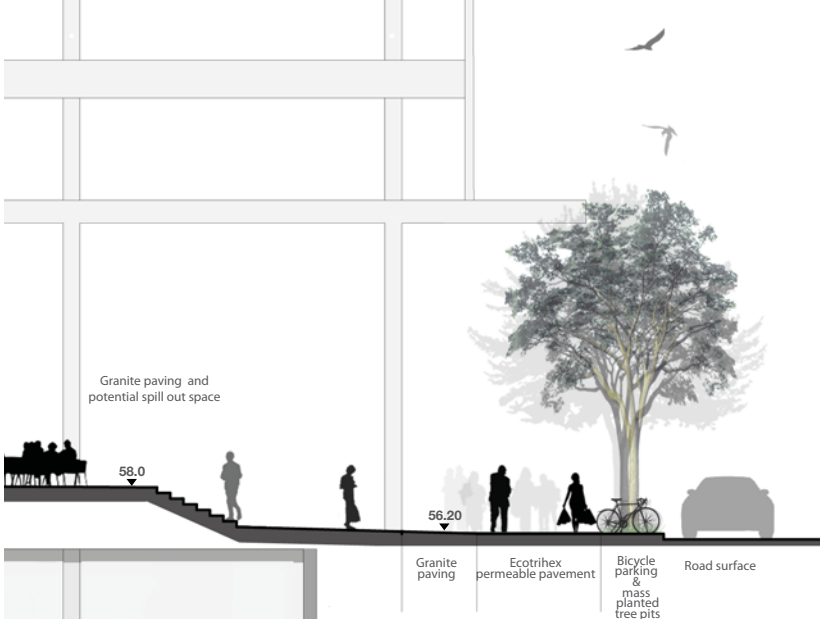 Granite paving and
potential spill out space
58.0
56.20
Granite
paving
Ecotrihex
permeable pavement
Bicycle
parking
&
mass
planted
tree pits
Road surface